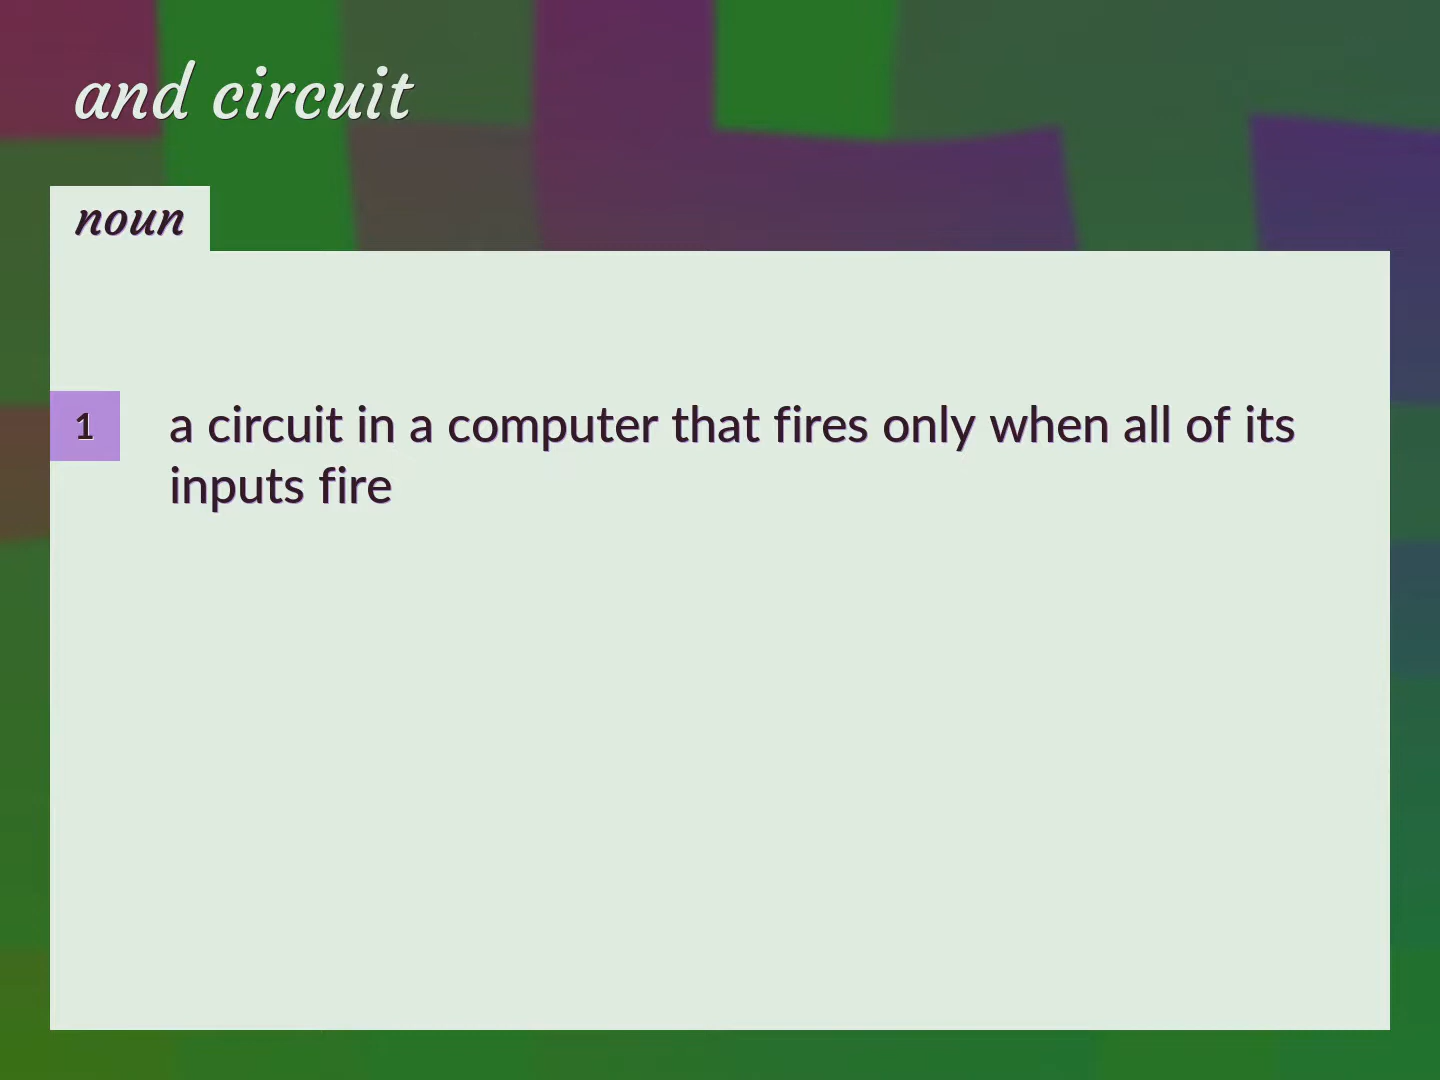 and circuit
noun
1 a circuit in a computer that fires only when all of its
inputs fire